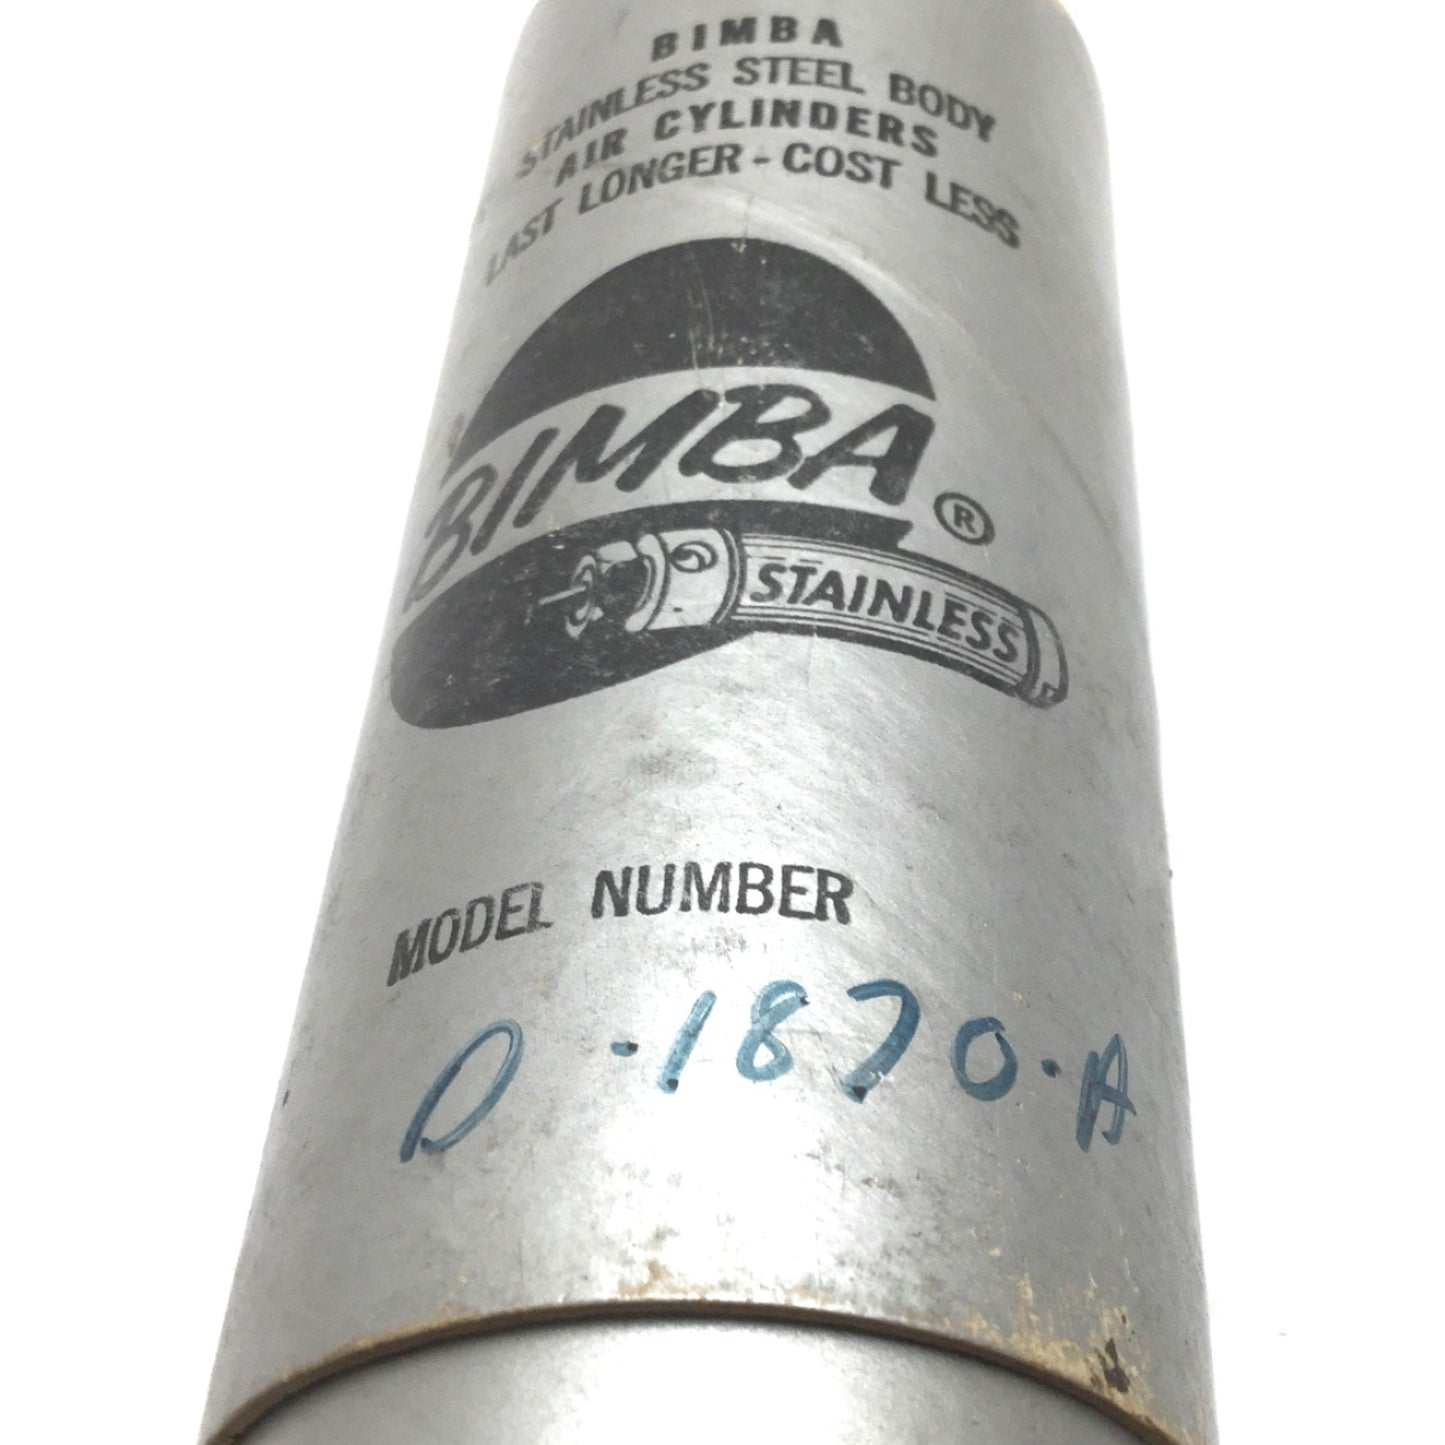 BIMBA
STAINLESS STEEL BODY
AIR CYLINDERS
LAST LONGER - COST LESS
BIMBA ®
STAINLESS
MODEL NUMBER
D-1870-A